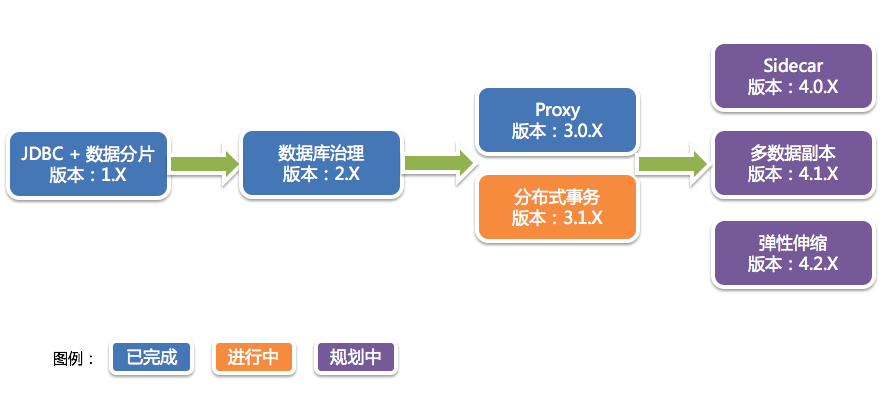 JDBC + 数据分片
版本：1.X
数据库治理
版本：2.X
Proxy
版本：3.0.X
分布式事务
版本：3.1.X
Sidecar
版本：4.0.X
多数据副本
版本：4.1.X
弹性伸缩
版本：4.2.X
图例： 已完成 进行中 规划中